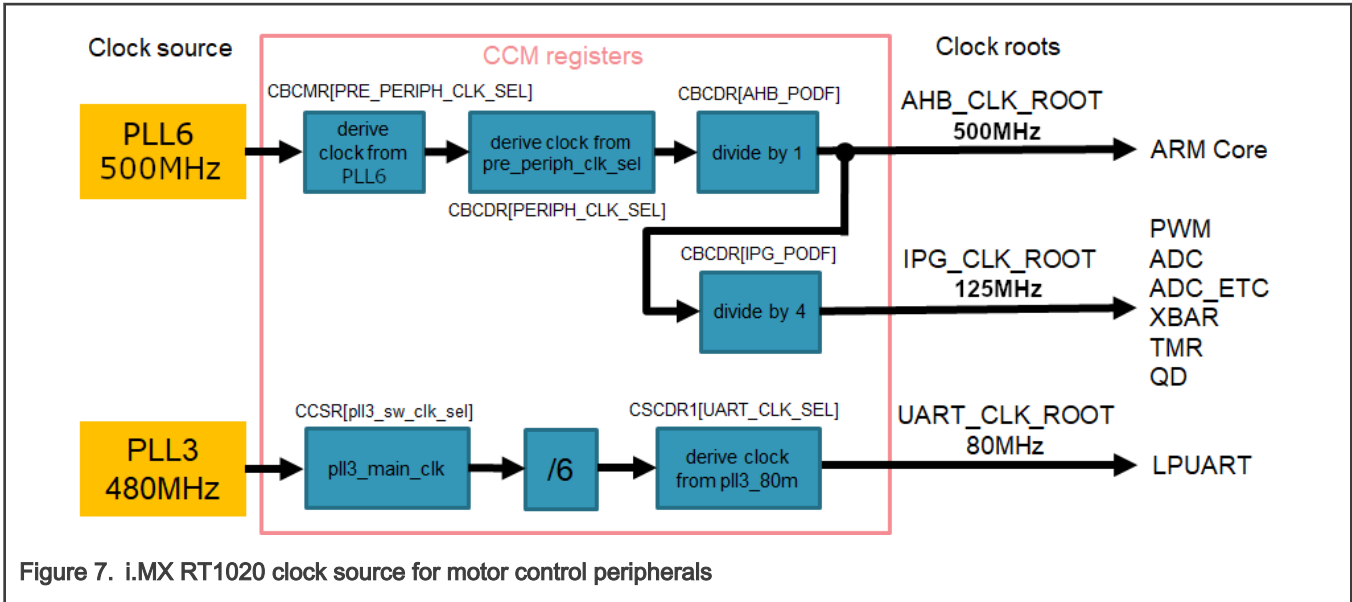 Clock source
CCM registers
Clock roots
CBCMR[PRE_PERIPH_CLK_SEL]
CBCDR[AHB_PODF]
AHB_CLK_ROOT
500MHz
PLL6
500MHz
derive
clock from
PLL6
derive clock from
pre_periph_clk_sel
divide by 1
ARM Core
CBCDR[PERIPH_CLK_SEL]
CBCDR[IPG_PODF]
IPG_CLK_ROOT
125MHz
divide by 4
PWM
ADC
ADC_ETC
XBAR
TMR
QD
CCSR[pll3_sw_clk_sel]
CSCDR1[UART_CLK_SEL]
UART_CLK_ROOT
80MHz
PLL3
480MHz
pll3_main_clk
/6
derive clock
from pll3_80m
LPUART
Figure 7. i.MX RT1020 clock source for motor control peripherals